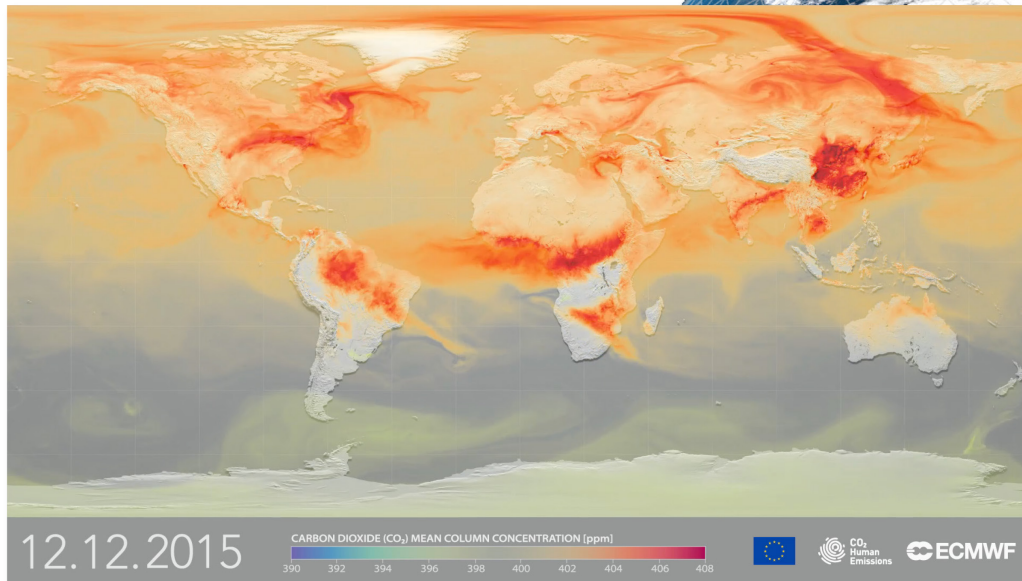 12.12.2015
CARBON DIOXIDE (CO₂) MEAN COLUMN CONCENTRATION [ppm]
390 392 394 396 398 400 402 404 406 408
CO₂
Human
Emissions
ECMWF